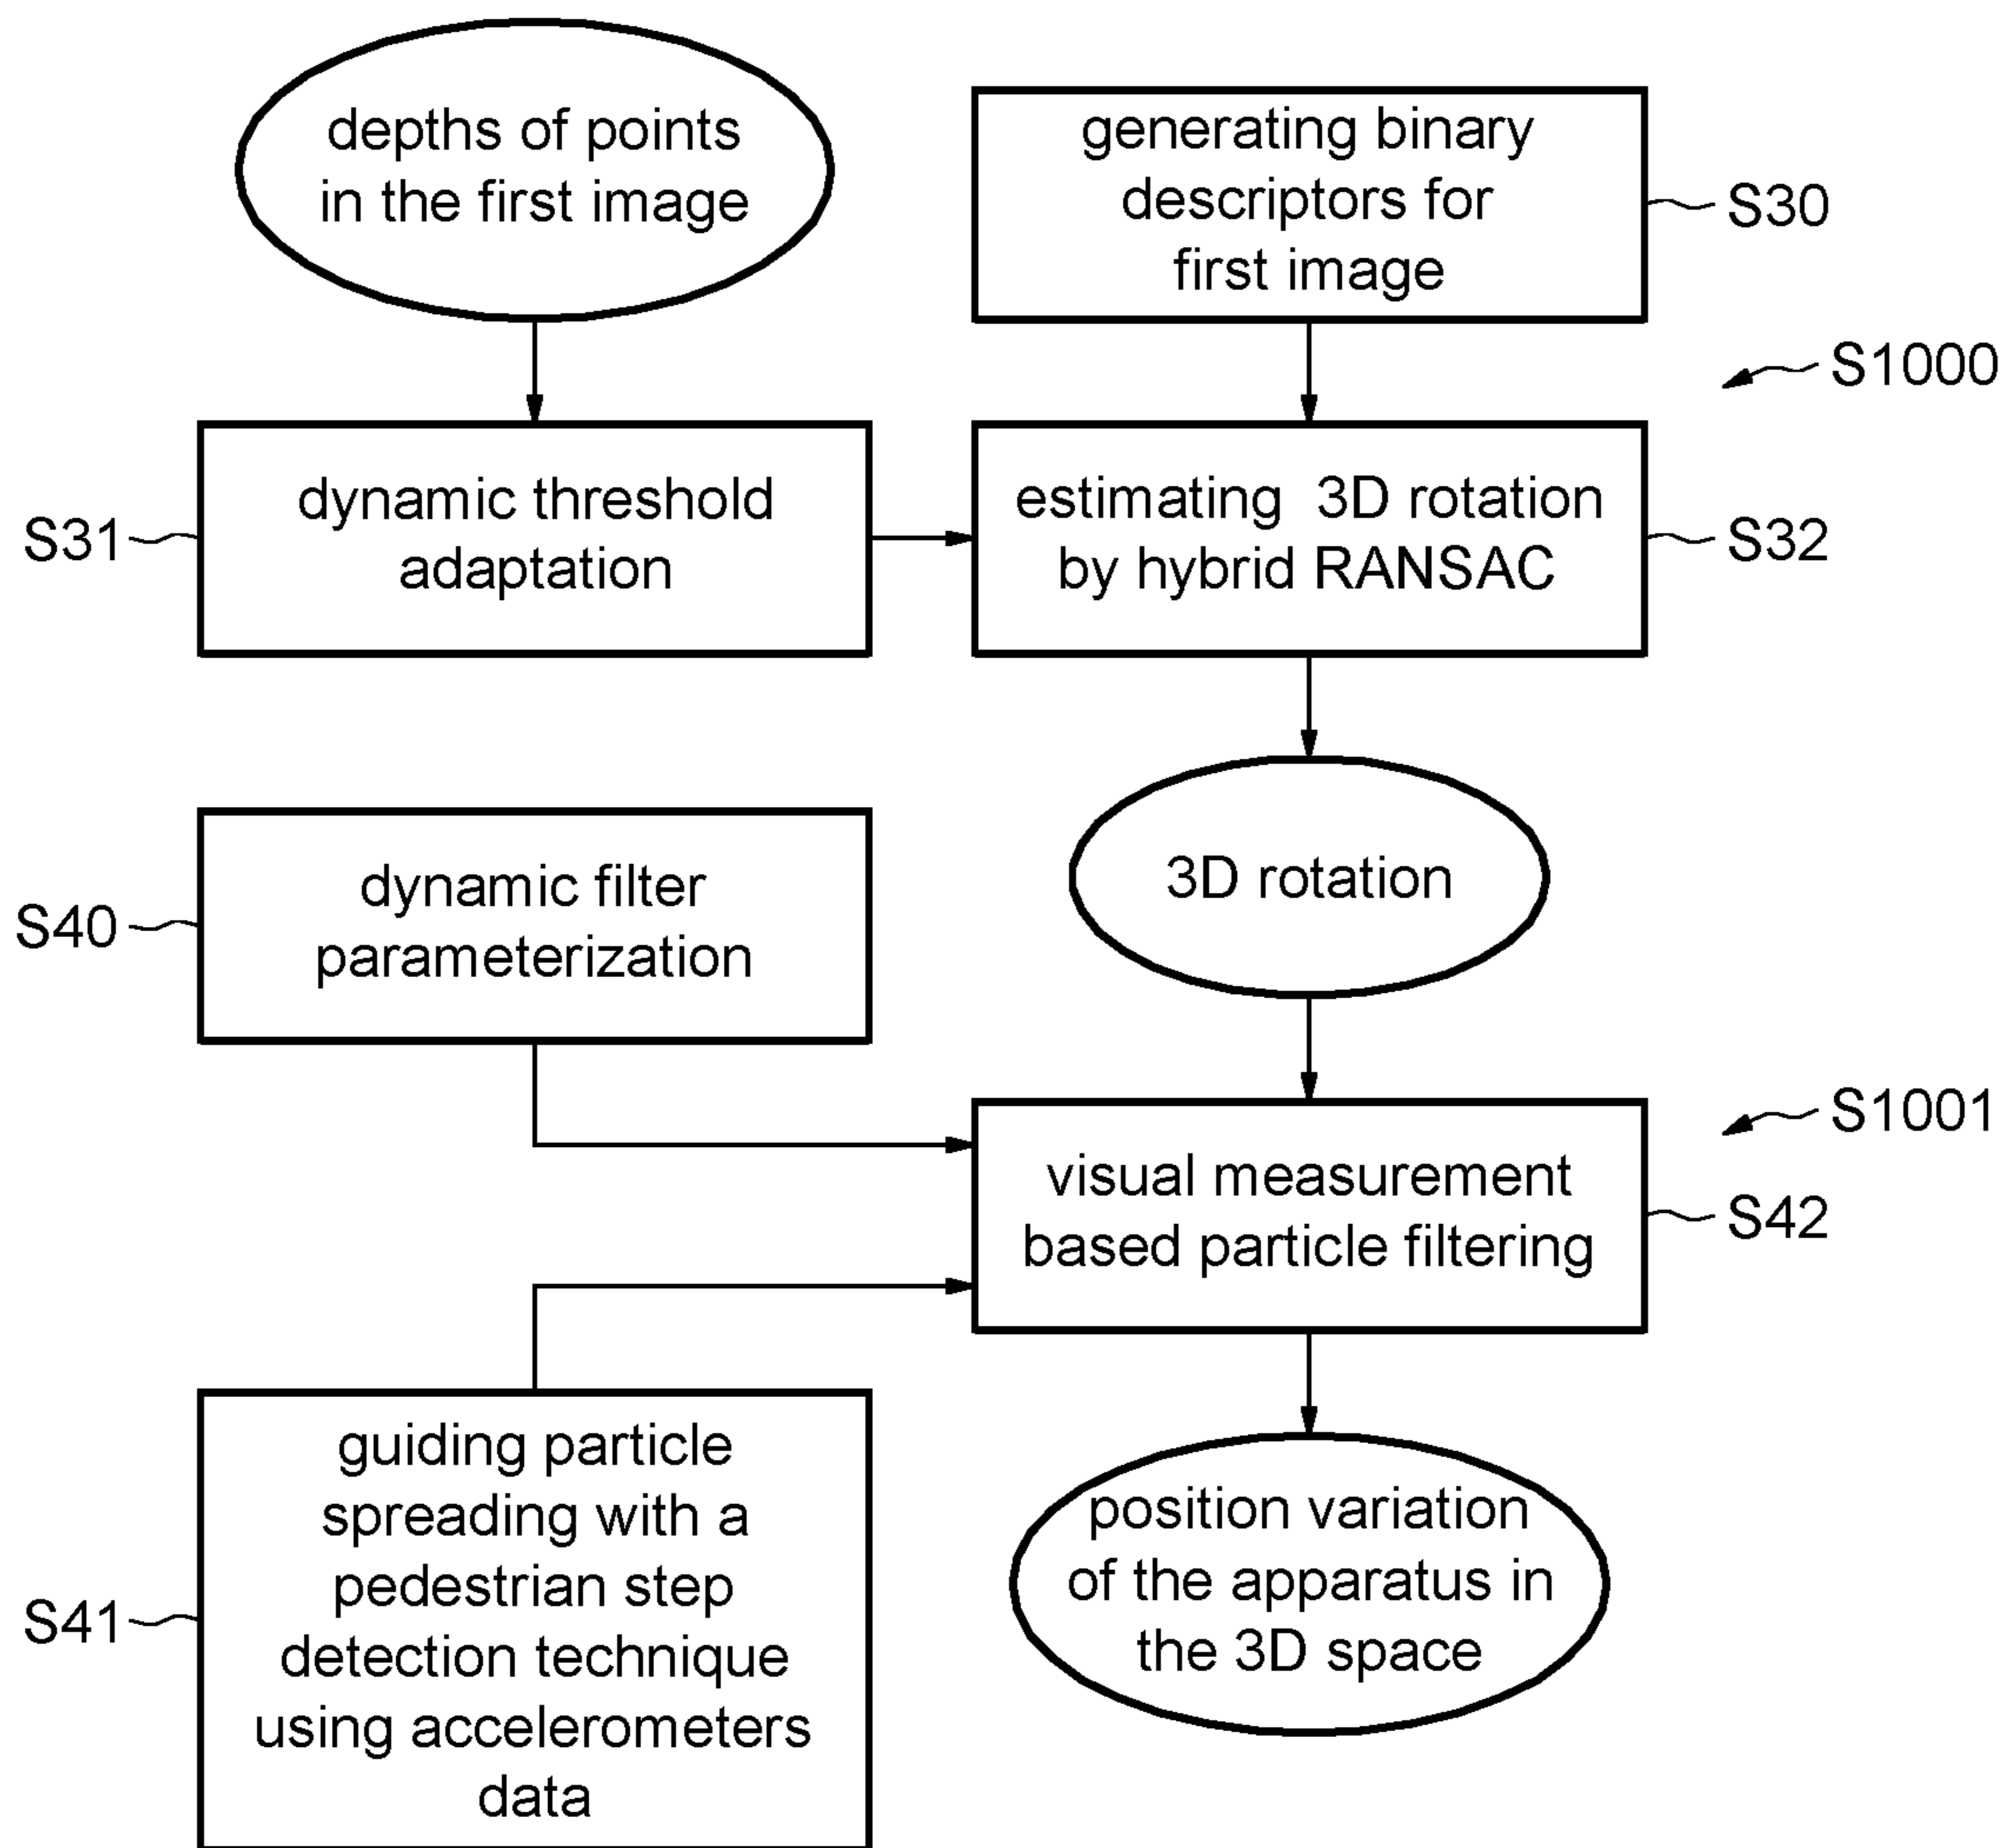 depths of points
in the first image
generating binary
descriptors for
first image
S30
S1000
S31
dynamic threshold
adaptation
estimating 3D rotation
by hybrid RANSAC
S32
3D rotation
S40
dynamic filter
parameterization
S1001
visual measurement
based particle filtering
S42
S41
guiding particle
spreading with a
pedestrian step
detection technique
using accelerometers
data
position variation
of the apparatus in
the 3D space